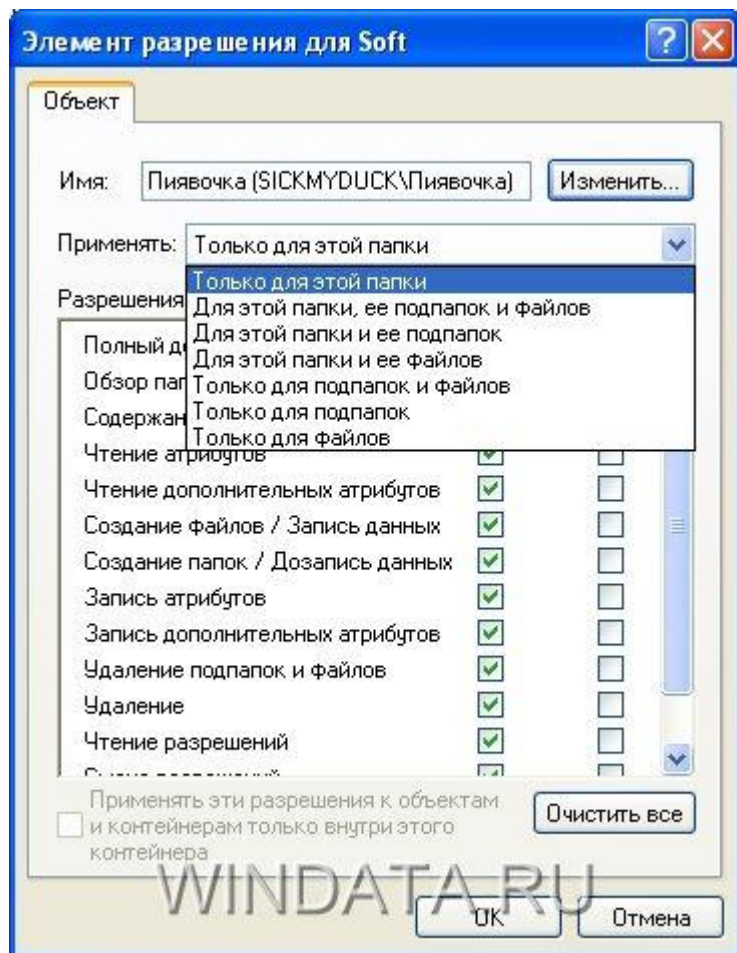 Элемент разрешения для Soft
Объект
Имя: Пиявочка (SICKMYDUCK\Пиявочка) Изменить...
Применять: Только для этой папки
Только для этой папки
Разрешения
Для этой папки, ее подпапок и файлов
Для этой папки и ее подпапок
Полный
Для этой папки и ее файлов
Обзор
Только для подпапок и файлов
Только для подпапок
Только для файлов
Чтение атрибутов
Чтение дополнительных атрибутов
Создание файлов / Запись данных
Создание папок / Дозапись данных
Запись атрибутов
Запись дополнительных атрибутов
Удаление подпапок и файлов
Удаление
Чтение разрешений
Применять эти разрешения к объектам
и контейнерам только внутри этого
контейнера
Очистить все
WINDATA.RU
OK Отмена